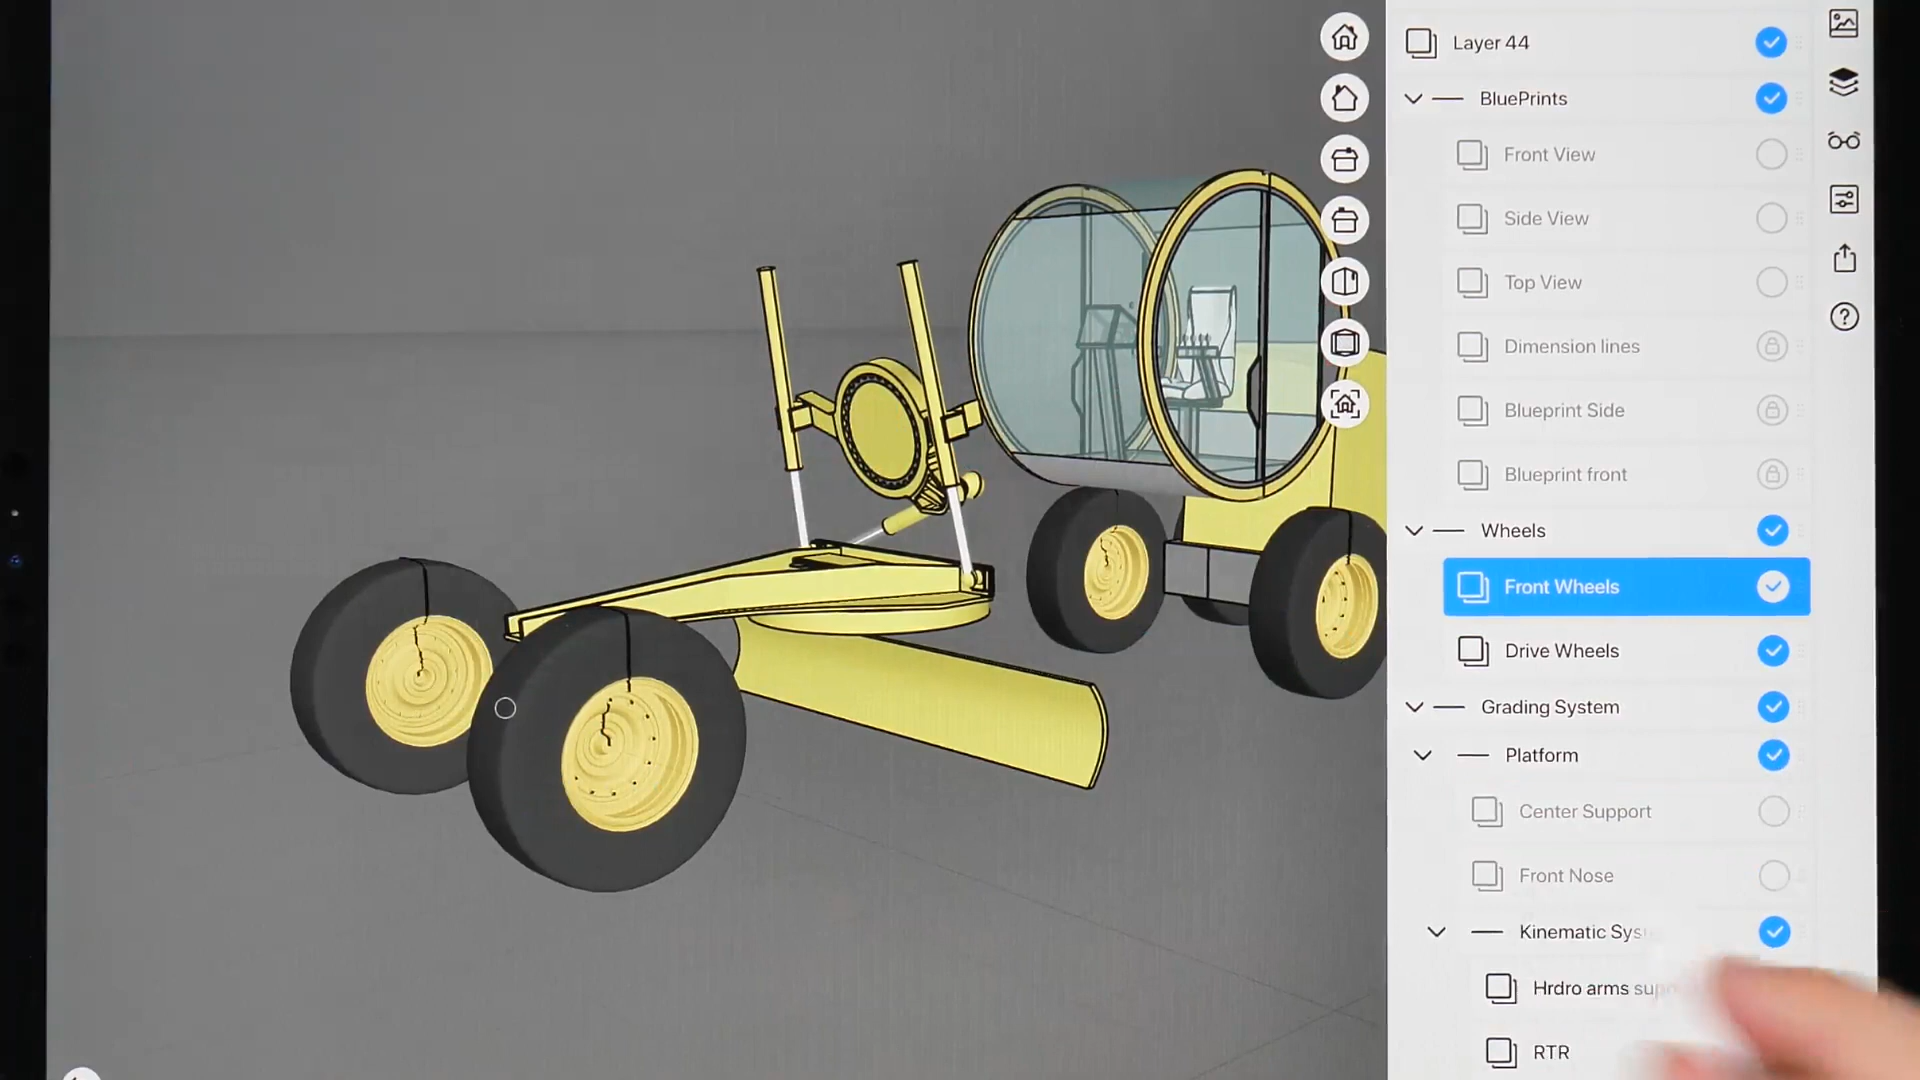 Layer 44
BluePrints
Front View
Side View
Top View
Dimension lines
Blueprint Side
Blueprint front
Wheels
Front Wheels
Drive Wheels
Grading System
Platform
Center Support
Front Nose
Kinematic Sys
Hrdro arms sup
RTR